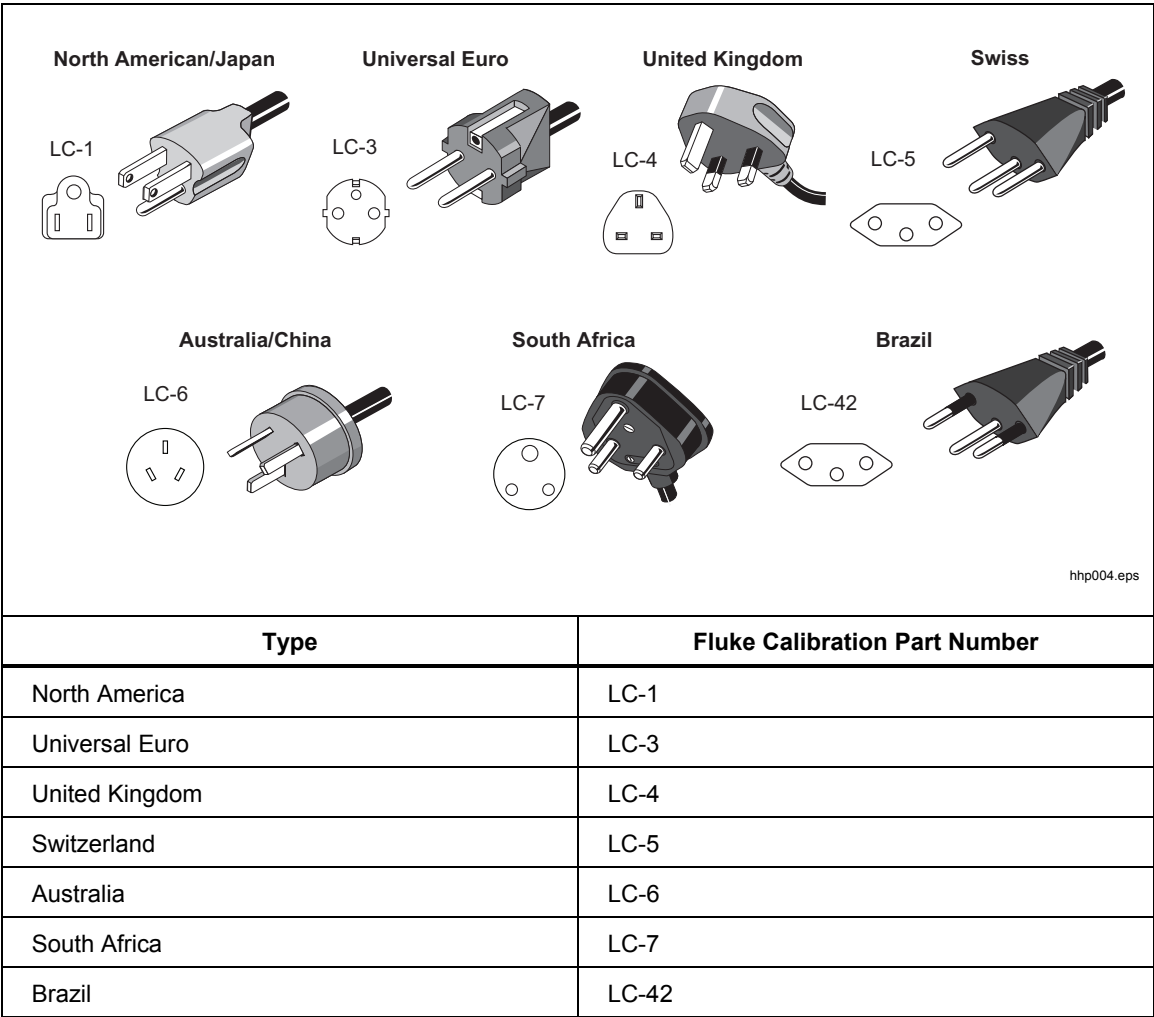 North American/Japan
Universal Euro
United Kingdom
Swiss
LC-1
LC-3
LC-4
LC-5
Australia/China
South Africa
Brazil
LC-6
LC-7
LC-42
hhp004.eps
Type Fluke Calibration Part Number
North America LC-1
Universal Euro LC-3
United Kingdom LC-4
Switzerland LC-5
Australia LC-6
South Africa LC-7
Brazil LC-42